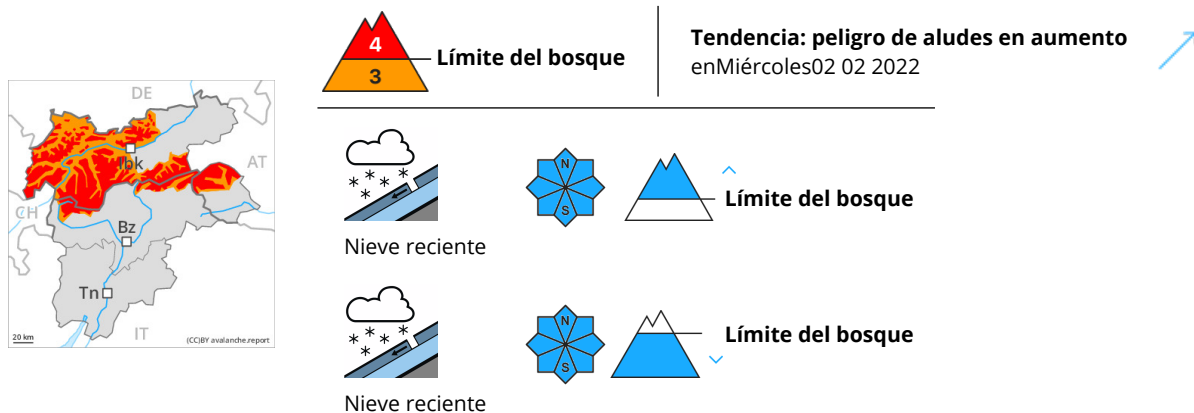 DE
Ibk
AT
CH
Bz
Tn
IT
20 km
(CC)BY avalanche.report
4
3
Límite del bosque
Tendencia: peligro de aludes en aumento
enMiércoles02 02 2022
N
S
Límite del bosque
Nieve reciente
N
S
Límite del bosque
Nieve reciente